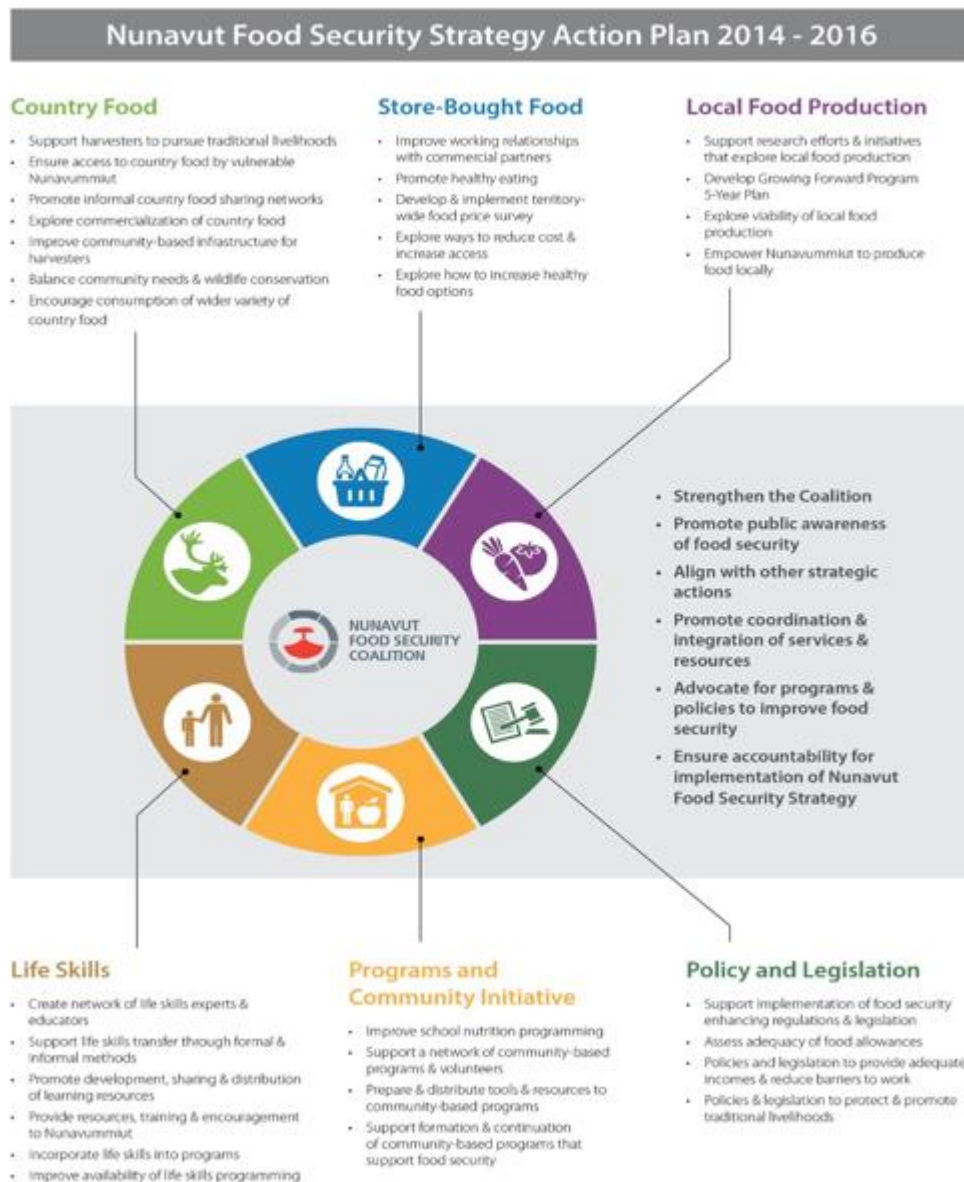 Nunavut Food Security Strategy Action Plan 2014 - 2016
Country Food
• Support harvesters to pursue traditional livelihoods
• Ensure access to country food by vulnerable
Nunavummiut
• Promote informal country food sharing networks
• Explore commercialization of country food
• Improve community-based infrastructure for
harvesters
• Balance community needs & wildlife conservation
• Encourage consumption of wider variety of
country food
Store-Bought Food
• Improve working relationships
with commercial partners
• Promote healthy eating
• Develop & implement territory-
wide food price survey
• Explore ways to reduce cost &
increase access
• Explore how to increase healthy
food options
Local Food Production
• Support research efforts & initiatives
that explore local food production
• Develop Growing Forward Program
5-Year Plan
• Explore viability of local food
production
• Empower Nunavummiut to produce
food locally
NUNAVUT
FOOD SECURITY
COALITION
• Strengthen the Coalition
• Promote public awareness
of food security
• Align with other strategic
actions
• Promote coordination &
integration of services &
resources
• Advocate for programs &
policies to improve food
security
• Ensure accountability for
implementation of Nunavut
Food Security Strategy
Life Skills
• Create network of life skills experts &
educators
• Support life skills transfer through formal &
informal methods
• Promote development, sharing & distribution
of learning resources
• Provide resources, training & encouragement
to Nunavummiut
• Incorporate life skills into programs
• Improve availability of life skills programming
Programs and
Community Initiative
• Improve school nutrition programming
• Support a network of community-based
programs & volunteers
• Prepare & distribute tools & resources to
community-based programs
• Support formation & continuation
of community-based programs that
support food security
Policy and Legislation
• Support implementation of food security
enhancing regulations & legislation
• Assess adequacy of food allowances
• Policies and legislation to provide adequate
incomes & reduce barriers to work
• Policies & legislation to protect & promote
traditional livelihoods